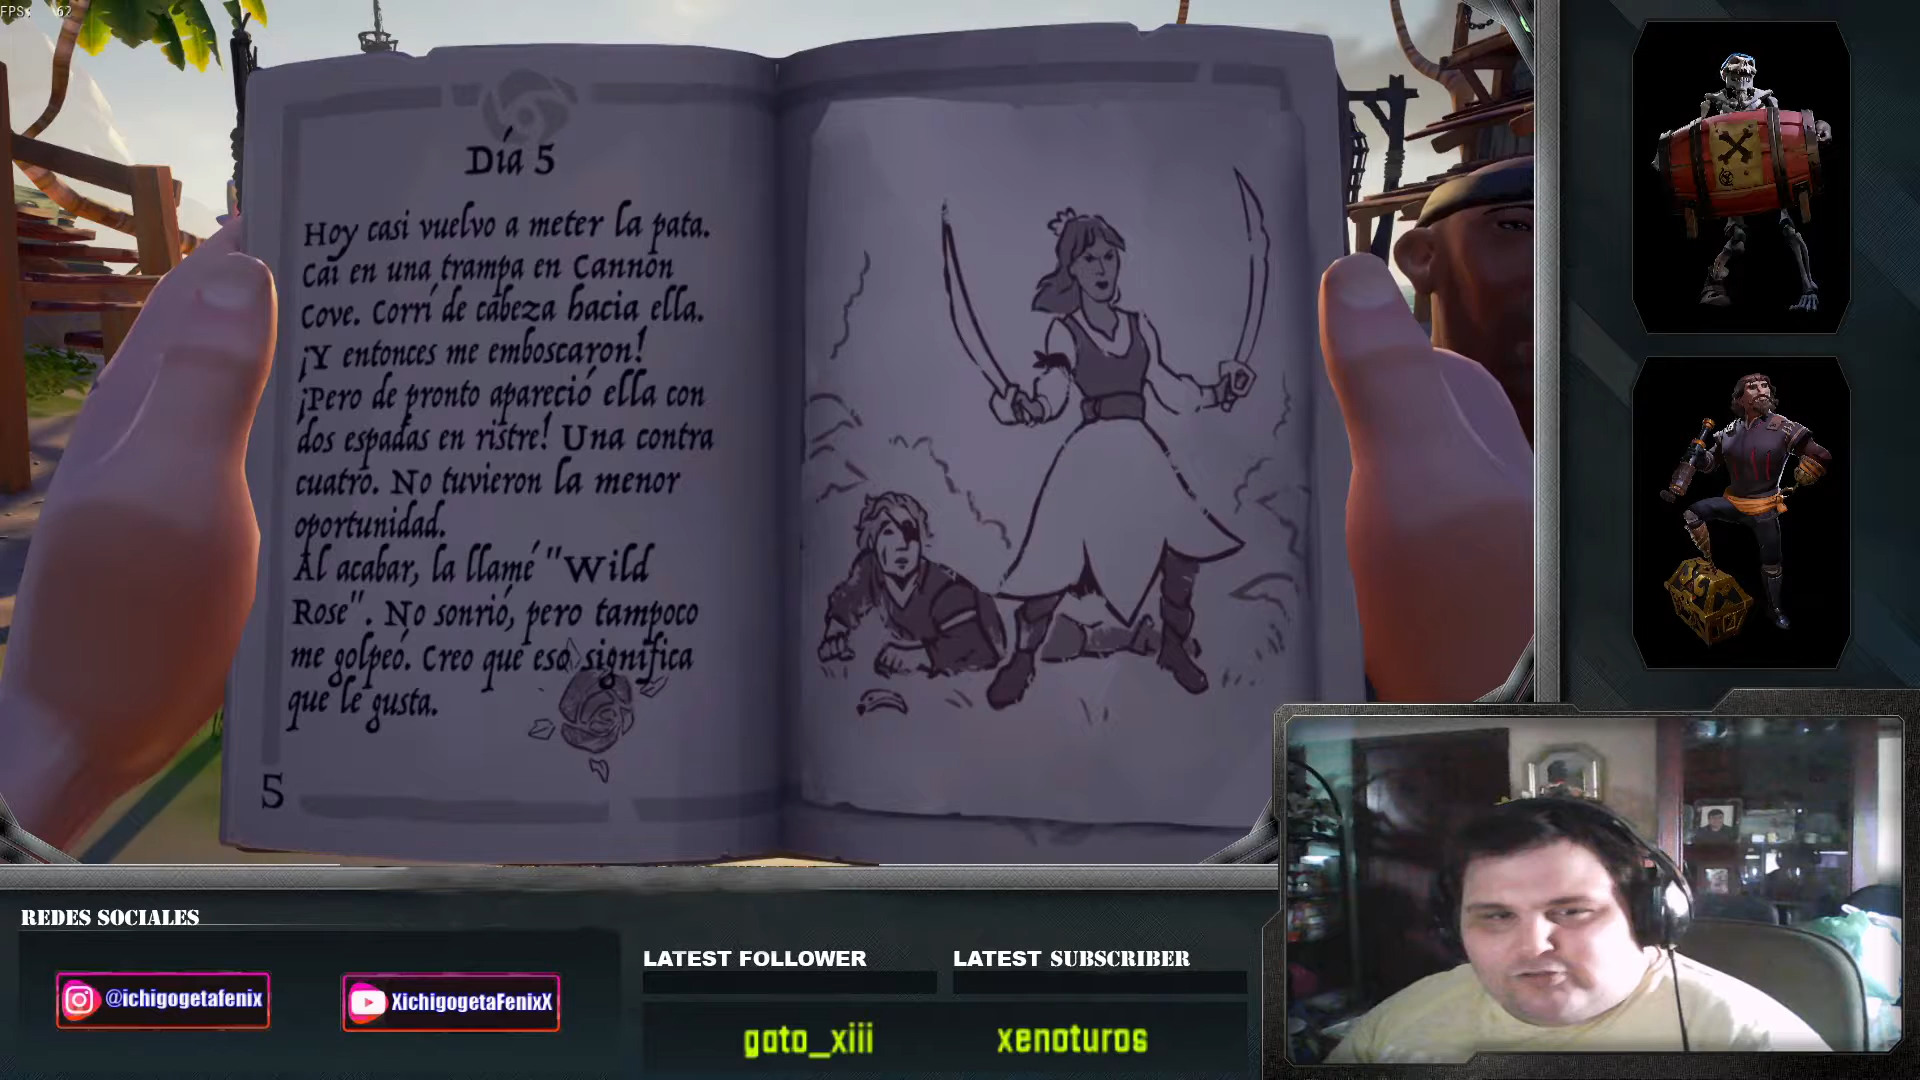 FPS: 62
Día 5
Hoy casi vuelvo a meter la pata.
Caí en una trampa en Cannon
Cove. Corrí de cabeza hacia ella.
¡Y entonces me emboscaron!
¡Pero de pronto apareció ella con
dos espadas en ristre! Una contra
cuatro. No tuvieron la menor
oportunidad.
Al acabar, la llamé "Wild
Rose". No sonrió, pero tampoco
me golpeó. Creo que eso significa
que le gusta.
5
REDES SOCIALES
@ichigogetafenix
XichigogetaFenixX
LATEST FOLLOWER
gato_xiii
LATEST SUBSCRIBER
xenoturos